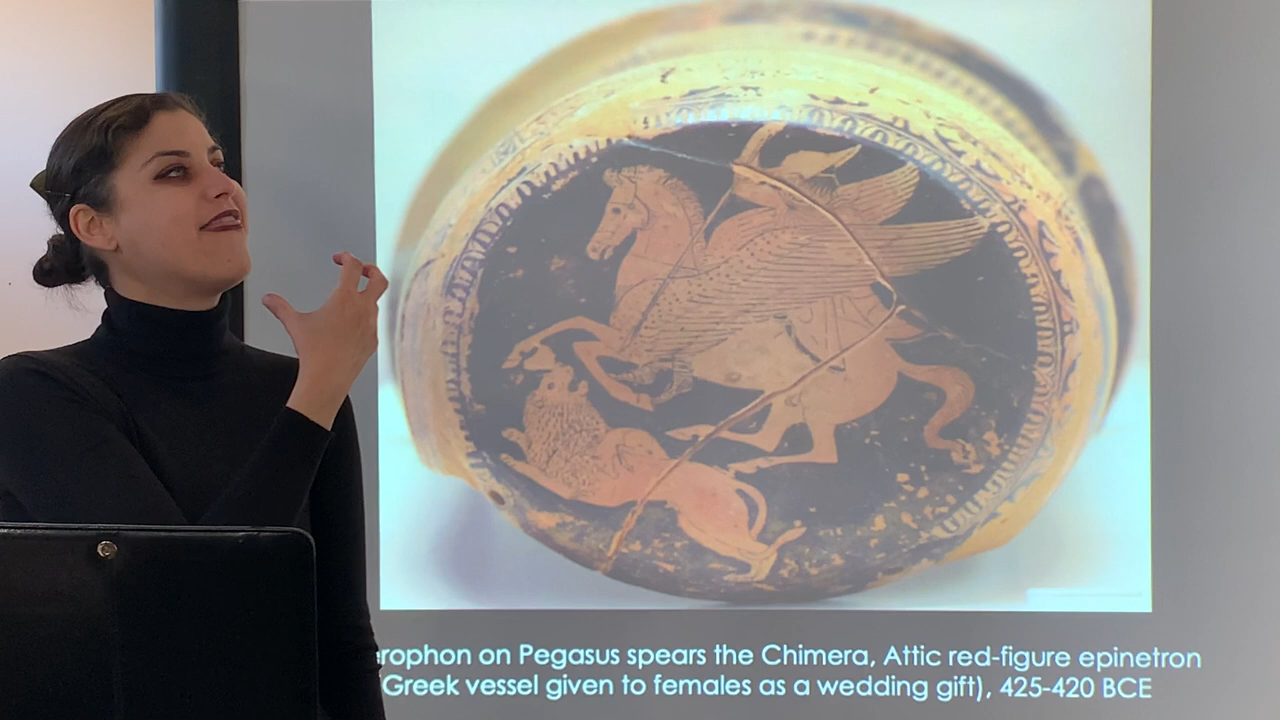 erophon on Pegasus spears the Chimera, Attic red-figure epinetron
(Greek vessel given to females as a wedding gift), 425-420 BCE